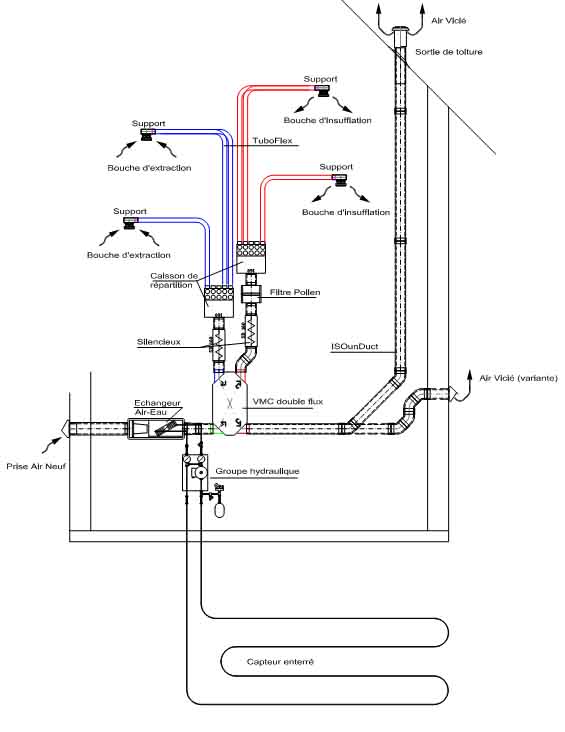 Air Vicié
Sortie de toiture
Support
Bouche d'insufflation
Support
TuboFlex
Bouche d'extraction
Support
Bouche d'insufflation
Support
Bouche d'extraction
Caisson de
répartition
Filtre Pollen
Silencieux
ISOunDuct
Air Vicié (variante)
Echangeur
Air-Eau
VMC double flux
Prise Air Neuf
Groupe hydraulique
Capteur enterré